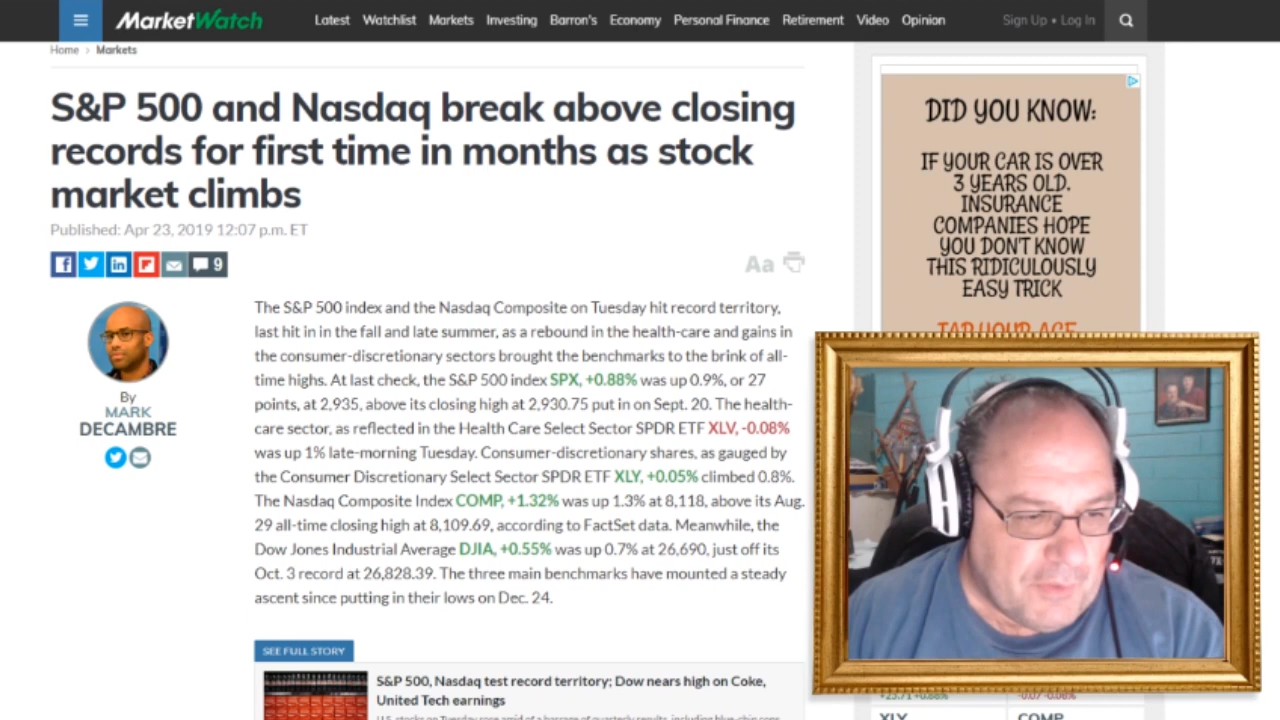 MarketWatch
Latest Watchlist Markets Investing Barron's Economy Personal Finance Retirement Video Opinion
Sign Up • Log In
Home › Markets
S&P 500 and Nasdaq break above closing
records for first time in months as stock
market climbs
Published: Apr 23, 2019 12:07 p.m. ET
9
Aa
By
MARK
DECAMBRE
The S&P 500 index and the Nasdaq Composite on Tuesday hit record territory,
last hit in in the fall and late summer, as a rebound in the health-care and gains in
the consumer-discretionary sectors brought the benchmarks to the brink of all-
time highs. At last check, the S&P 500 index SPX, +0.88% was up 0.9%, or 27
points, at 2,935, above its closing high at 2,930.75 put in on Sept. 20. The health-
care sector, as reflected in the Health Care Select Sector SPDR ETF XLV, -0.08%
was up 1% late-morning Tuesday. Consumer-discretionary shares, as gauged by
the Consumer Discretionary Select Sector SPDR ETF XLY, +0.05% climbed 0.8%.
The Nasdaq Composite Index COMP, +1.32% was up 1.3% at 8,118, above its Aug.
29 all-time closing high at 8,109.69, according to FactSet data. Meanwhile, the
Dow Jones Industrial Average DJIA, +0.55% was up 0.7% at 26,690, just off its
Oct. 3 record at 26,828.39. The three main benchmarks have mounted a steady
ascent since putting in their lows on Dec. 24.
SEE FULL STORY
S&P 500, Nasdaq test record territory; Dow nears high on Coke,
United Tech earnings
DID YOU KNOW:
IF YOUR CAR IS OVER
3 YEARS OLD.
INSURANCE
COMPANIES HOPE
YOU DON'T KNOW
THIS RIDICULOUSLY
EASY TRICK
TAP YOUR AGE
XLY COMP